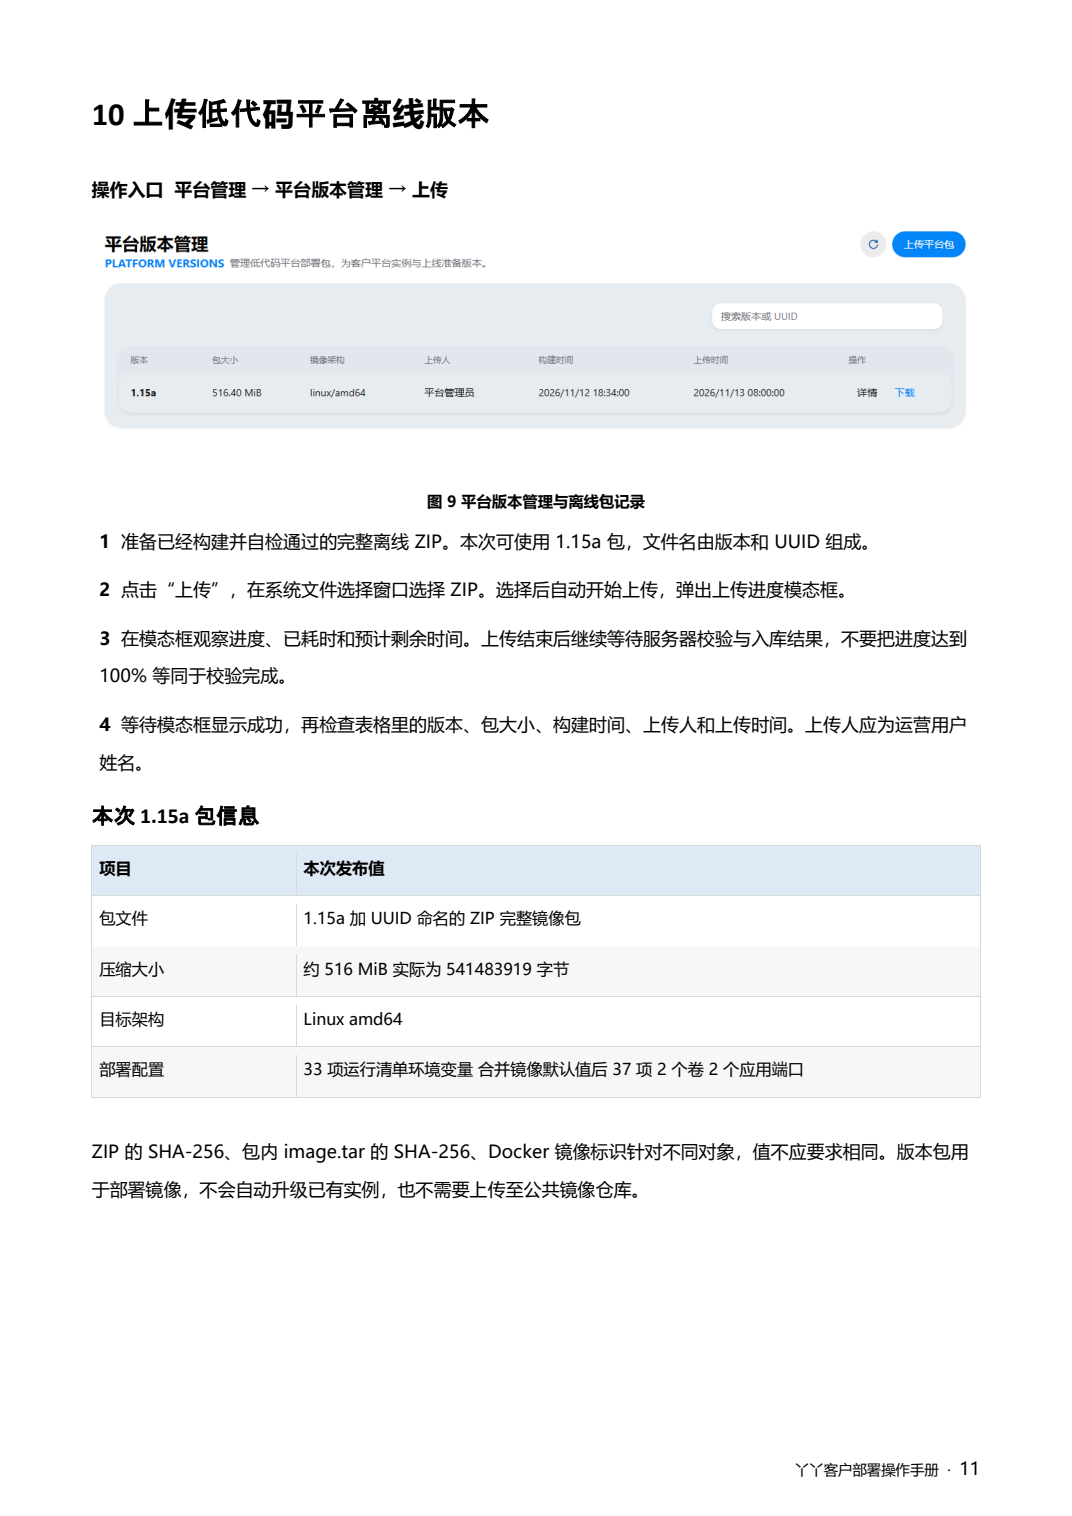 10 上传低代码平台离线版本
操作入口 平台管理 → 平台版本管理 → 上传
平台版本管理
PLATFORM VERSIONS 管理低代码平台部署包，为客户平台实例与上线准备版本。
上传平台包
搜索版本或 UUID
版本 包大小 镜像架构 上传人 构建时间 上传时间 操作
1.15a 516.40 MiB linux/amd64 平台管理员 2026/11/12 18:34:00 2026/11/13 08:00:00 详情 下载
图 9 平台版本管理与离线包记录
1 准备已经构建并自检通过的完整离线 ZIP。本次可使用 1.15a 包，文件名由版本和 UUID 组成。
2 点击“上传”，在系统文件选择窗口选择 ZIP。选择后自动开始上传，弹出上传进度模态框。
3 在模态框观察进度、已耗时和预计剩余时间。上传结束后继续等待服务器校验与入库结果，不要把进度达到
100% 等同于校验完成。
4 等待模态框显示成功，再检查表格里的版本、包大小、构建时间、上传人和上传时间。上传人应为运营用户
姓名。
本次 1.15a 包信息
项目 本次发布值
包文件 1.15a 加 UUID 命名的 ZIP 完整镜像包
压缩大小 约 516 MiB 实际为 541483919 字节
目标架构 Linux amd64
部署配置 33 项运行清单环境变量 合并镜像默认值后 37 项 2 个卷 2 个应用端口
ZIP 的 SHA-256、包内 image.tar 的 SHA-256、Docker 镜像标识针对不同对象，值不应要求相同。版本包用
于部署镜像，不会自动升级已有实例，也不需要上传至公共镜像仓库。
丫丫客户部署操作手册 · 11